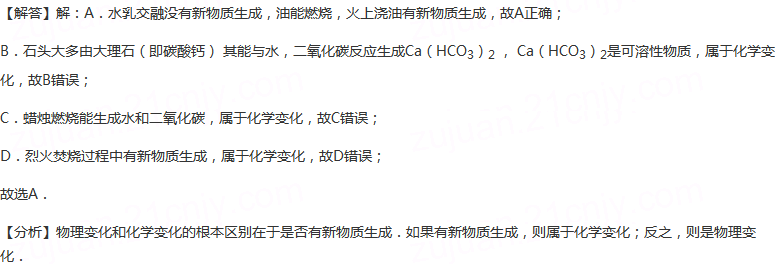 【解答】解：A．水乳交融没有新物质生成，油能燃烧，火上浇油有新物质生成，故A正确；
B．石头大多由大理石（即碳酸钙）其能与水，二氧化碳反应生成Ca（HCO3）2 ， Ca（HCO3）2是可溶性物质，属于化学变
化，故B错误；
C．蜡烛燃烧能生成水和二氧化碳，属于化学变化，故C错误；
D．烈火焚烧过程中有新物质生成，属于化学变化，故D错误；
故选A．
【分析】物理变化和化学变化的根本区别在于是否有新物质生成．如果有新物质生成，则属于化学变化；反之，则是物理变
化．